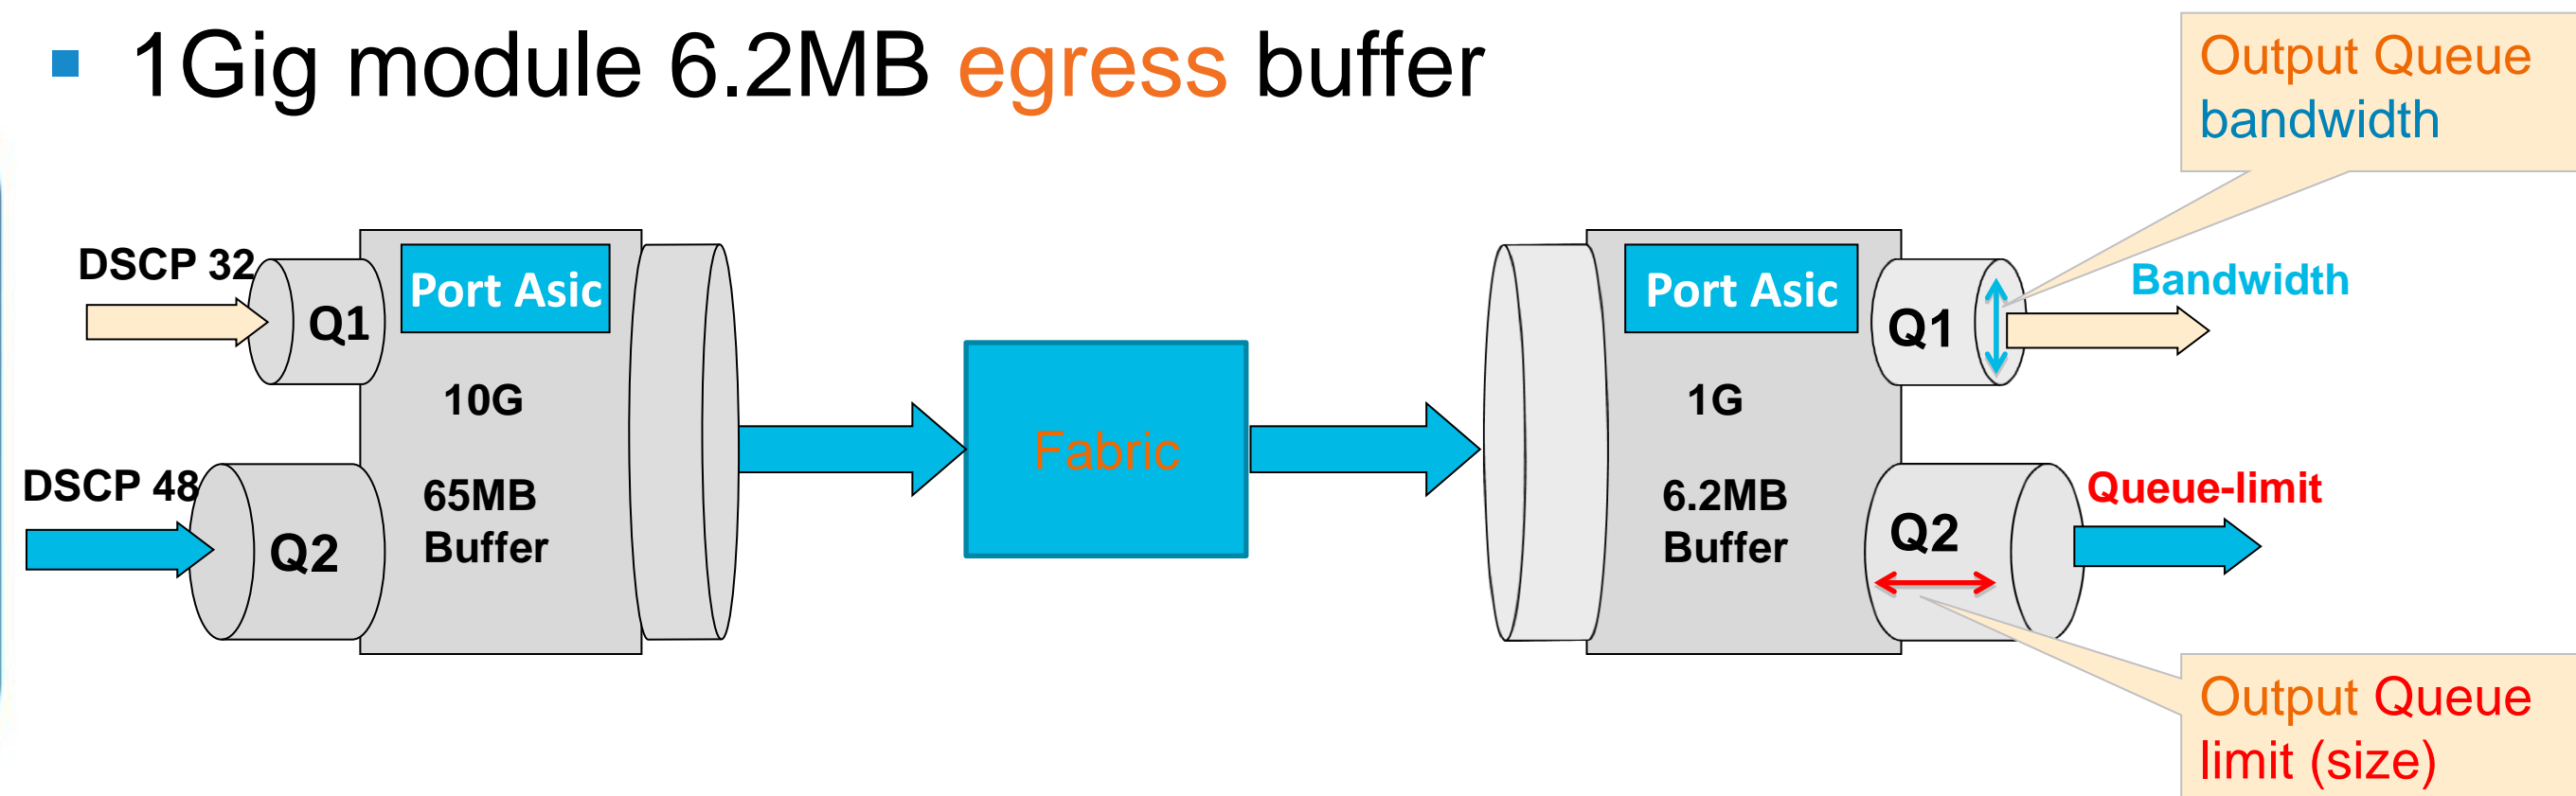 1Gig module 6.2MB egress buffer
Output Queue
bandwidth
DSCP 32
Q1
Port Asic
10G
65MB
Buffer
DSCP 48
Q2
Fabric
Port Asic
1G
6.2MB
Buffer
Q1
Bandwidth
Q2
Queue-limit
Output Queue
limit (size)